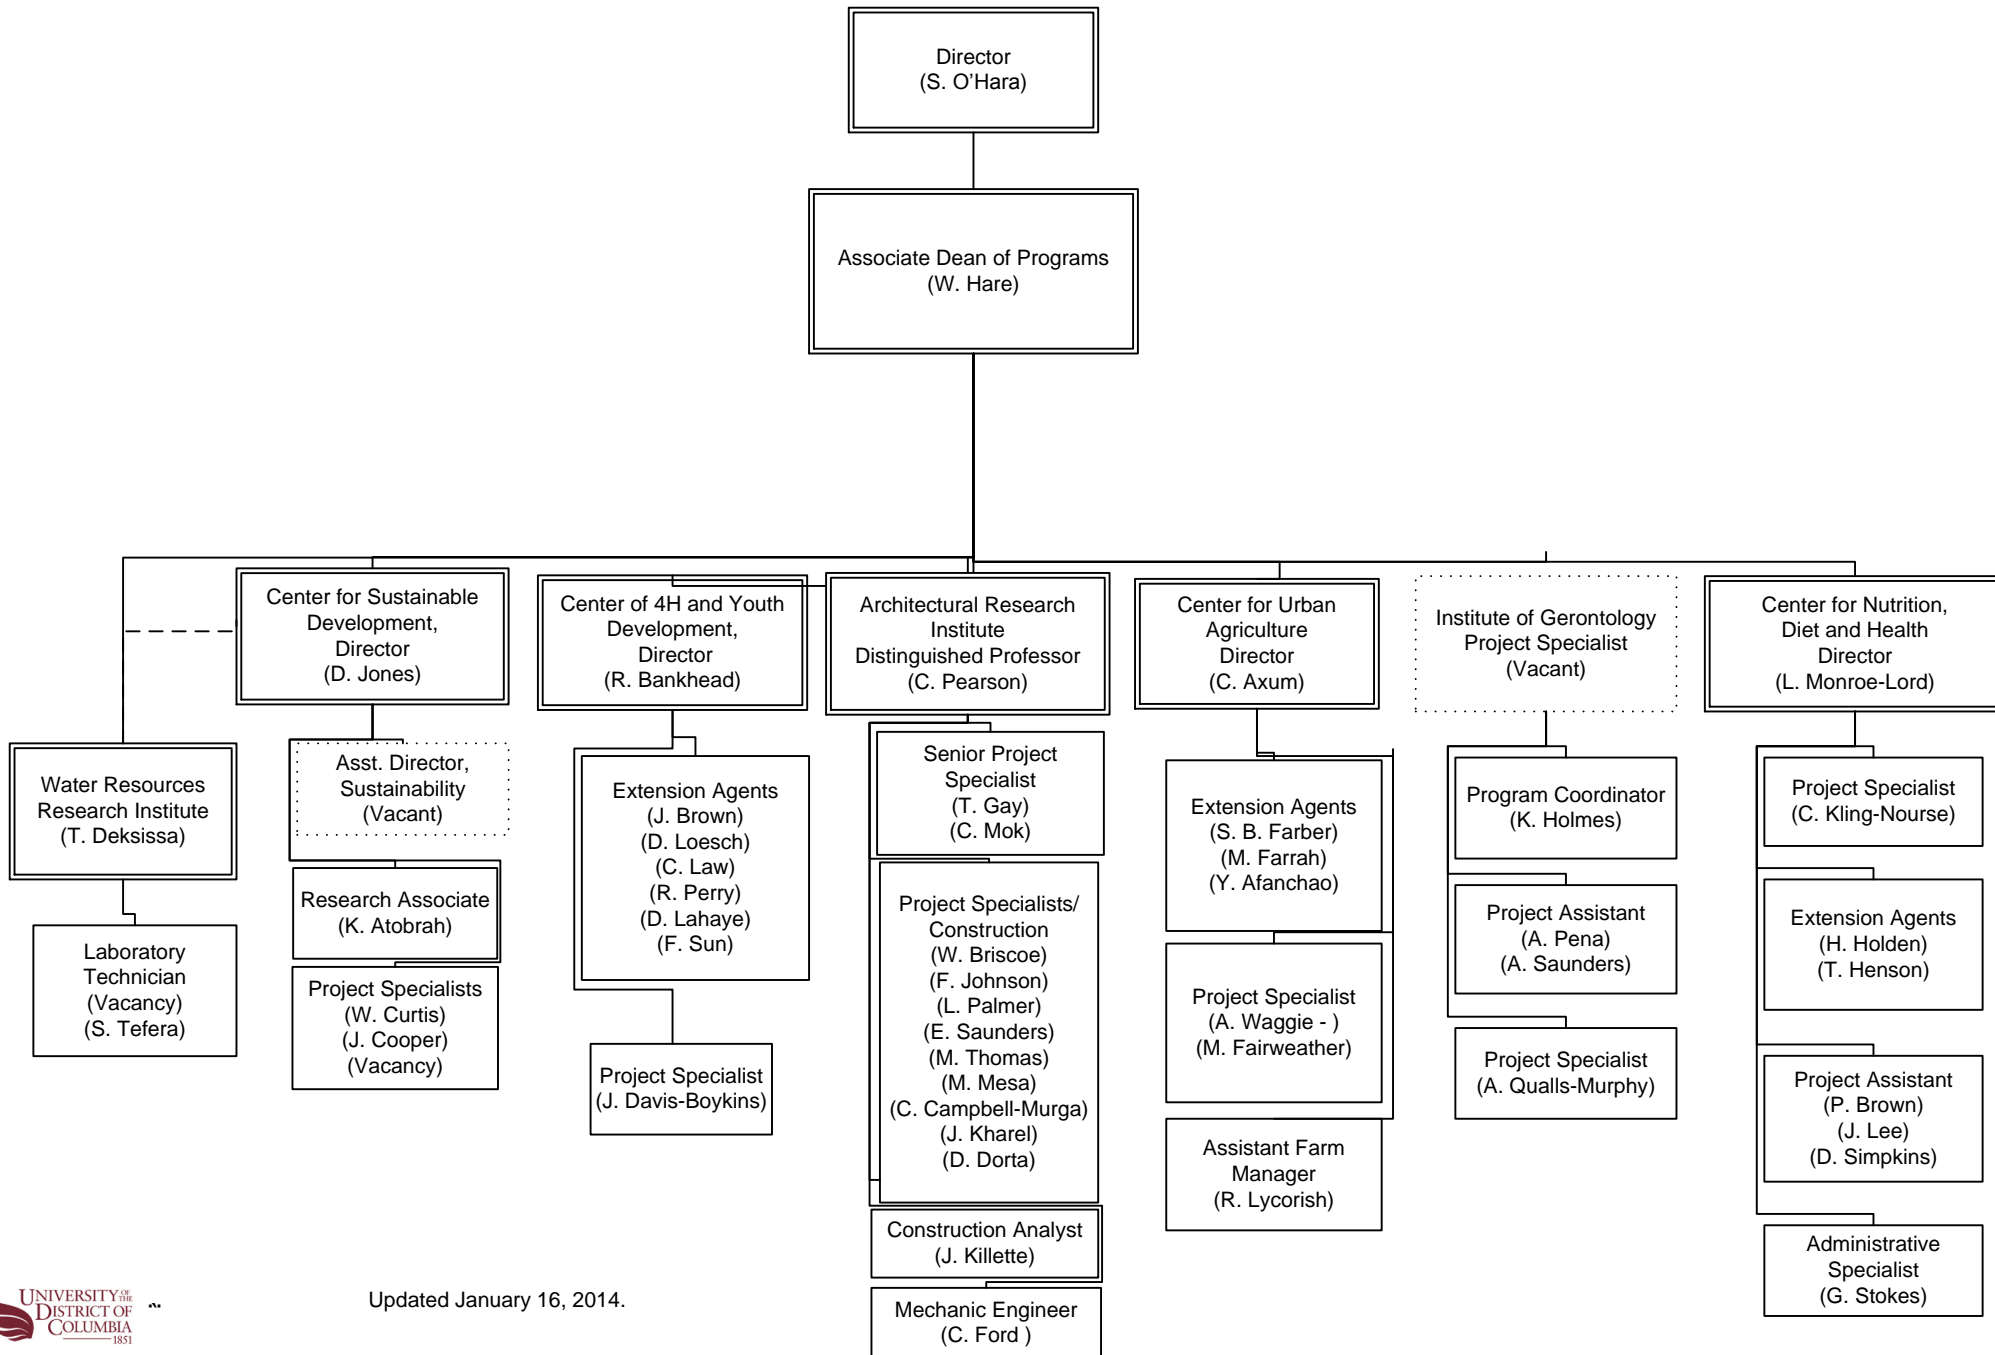 Director
(S. O'Hara)
Associate Dean of Programs
(W. Hare)
Center for Sustainable
Development,
Director
(D. Jones)
Center of 4H and Youth
Development,
Director
(R. Bankhead)
Architectural Research
Institute
Distinguished Professor
(C. Pearson)
Center for Urban
Agriculture
Director
(C. Axum)
Institute of Gerontology
Project Specialist
(Vacant)
Center for Nutrition,
Diet and Health
Director
(L. Monroe-Lord)
Water Resources
Research Institute
(T. Deksissa)
Laboratory
Technician
(Vacancy)
(S. Tefera)
Asst. Director,
Sustainability
(Vacant)
Research Associate
(K. Atobrah)
Project Specialists
(W. Curtis)
(J. Cooper)
(Vacancy)
Extension Agents
(J. Brown)
(D. Loesch)
(C. Law)
(R. Perry)
(D. Lahaye)
(F. Sun)
Project Specialist
(J. Davis-Boykins)
Senior Project
Specialist
(T. Gay)
(C. Mok)
Project Specialists/
Construction
(W. Briscoe)
(F. Johnson)
(L. Palmer)
(E. Saunders)
(M. Thomas)
(M. Mesa)
(C. Campbell-Murga)
(J. Kharel)
(D. Dorta)
Construction Analyst
(J. Killette)
Mechanic Engineer
(C. Ford )
Extension Agents
(S. B. Farber)
(M. Farrah)
(Y. Afanchao)
Project Specialist
(A. Waggie - )
(M. Fairweather)
Assistant Farm
Manager
(R. Lycorish)
Program Coordinator
(K. Holmes)
Project Assistant
(A. Pena)
(A. Saunders)
Project Specialist
(A. Qualls-Murphy)
Project Specialist
(C. Kling-Nourse)
Extension Agents
(H. Holden)
(T. Henson)
Project Assistant
(P. Brown)
(J. Lee)
(D. Simpkins)
Administrative
Specialist
(G. Stokes)
UNIVERSITY OF THE
DISTRICT OF
COLUMBIA
1851
Updated January 16, 2014.